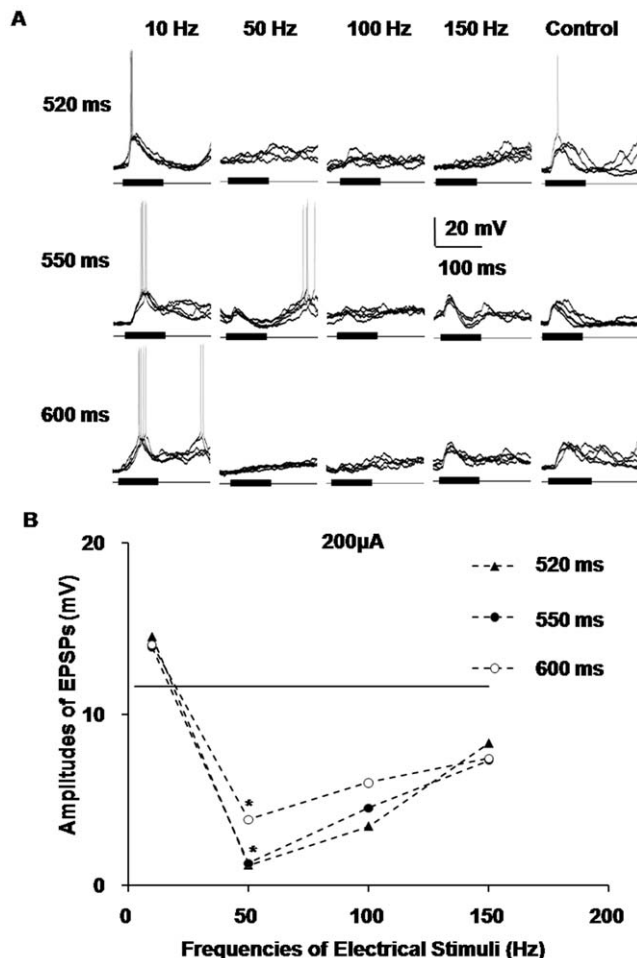 A
10 Hz 50 Hz 100 Hz 150 Hz Control
520 ms
550 ms
20 mV
100 ms
600 ms
B
200µA
20
10
0
Amplitudes of EPSPs (mV)
520 ms
550 ms
600 ms
*
*
0 50 100 150 200
Frequencies of Electrical Stimuli (Hz)